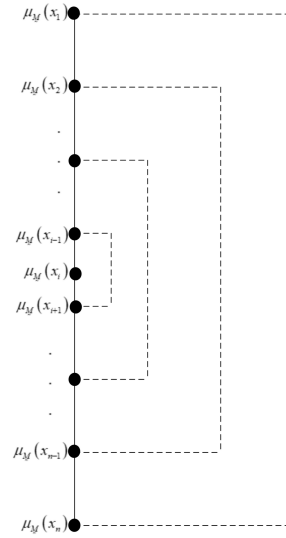 μ_M(x_1)
μ_M(x_2)
.
.
.
μ_M(x_{i-1})
μ_M(x_i)
μ_M(x_{i+1})
.
.
.
μ_M(x_{n-1})
μ_M(x_n)